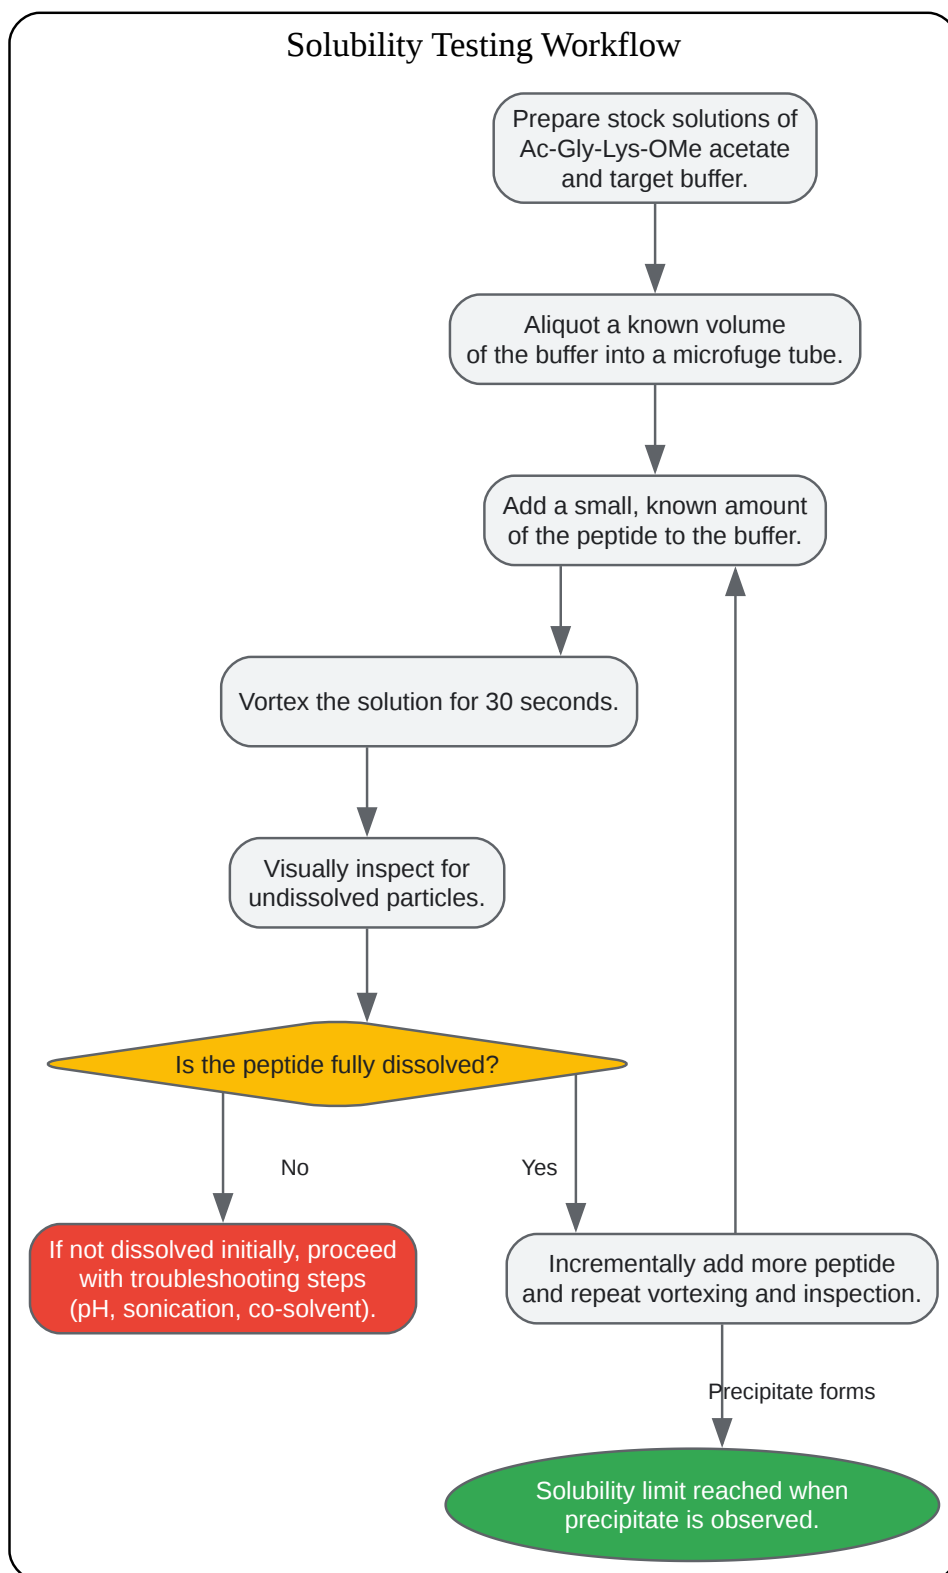 Solubility Testing Workflow
Prepare stock solutions of
Ac-Gly-Lys-OMe acetate
and target buffer.
Aliquot a known volume
of the buffer into a microfuge tube.
Add a small, known amount
of the peptide to the buffer.
Vortex the solution for 30 seconds.
Visually inspect for
undissolved particles.
Is the peptide fully dissolved?
No
Yes
If not dissolved initially, proceed
with troubleshooting steps
(pH, sonication, co-solvent).
Incrementally add more peptide
and repeat vortexing and inspection.
Precipitate forms
Solubility limit reached when
precipitate is observed.